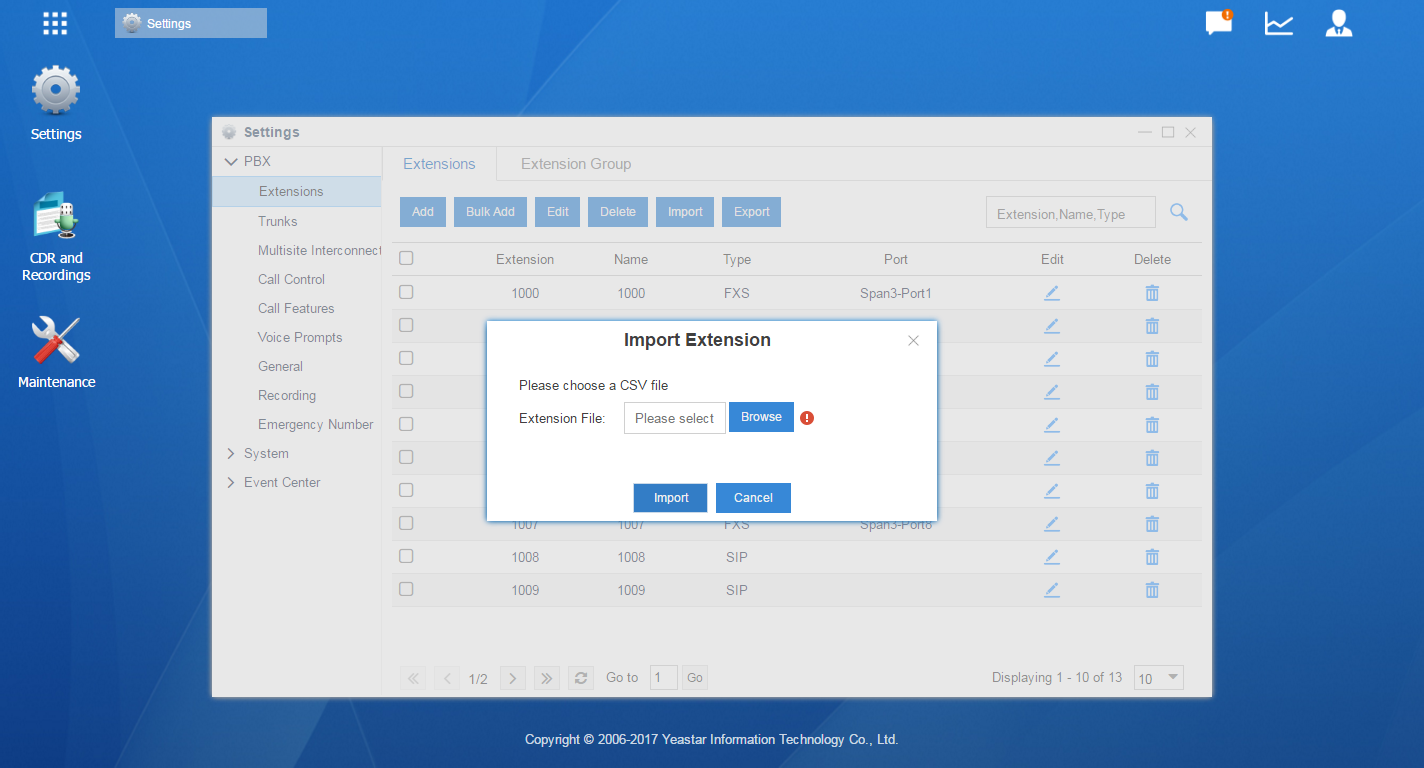 Settings
Settings
CDR and
Recordings
Maintenance
Settings
PBX
Extensions
Trunks
Multisite Interconnect
Call Control
Call Features
Voice Prompts
General
Recording
Emergency Number
System
Event Center
Extensions Extension Group
Add Bulk Add Edit Delete Import Export Extension,Name,Type
Extension Name Type Port Edit Delete
1000 1000 FXS Span3-Port1
Import Extension
Please choose a CSV file
Extension File: Please select Browse
Import Cancel
1007 1007 FXS Span3-Port8
1008 1008 SIP
1009 1009 SIP
1/2 Go to 1 Go Displaying 1 - 10 of 13 10
Copyright © 2006-2017 Yeastar Information Technology Co., Ltd.